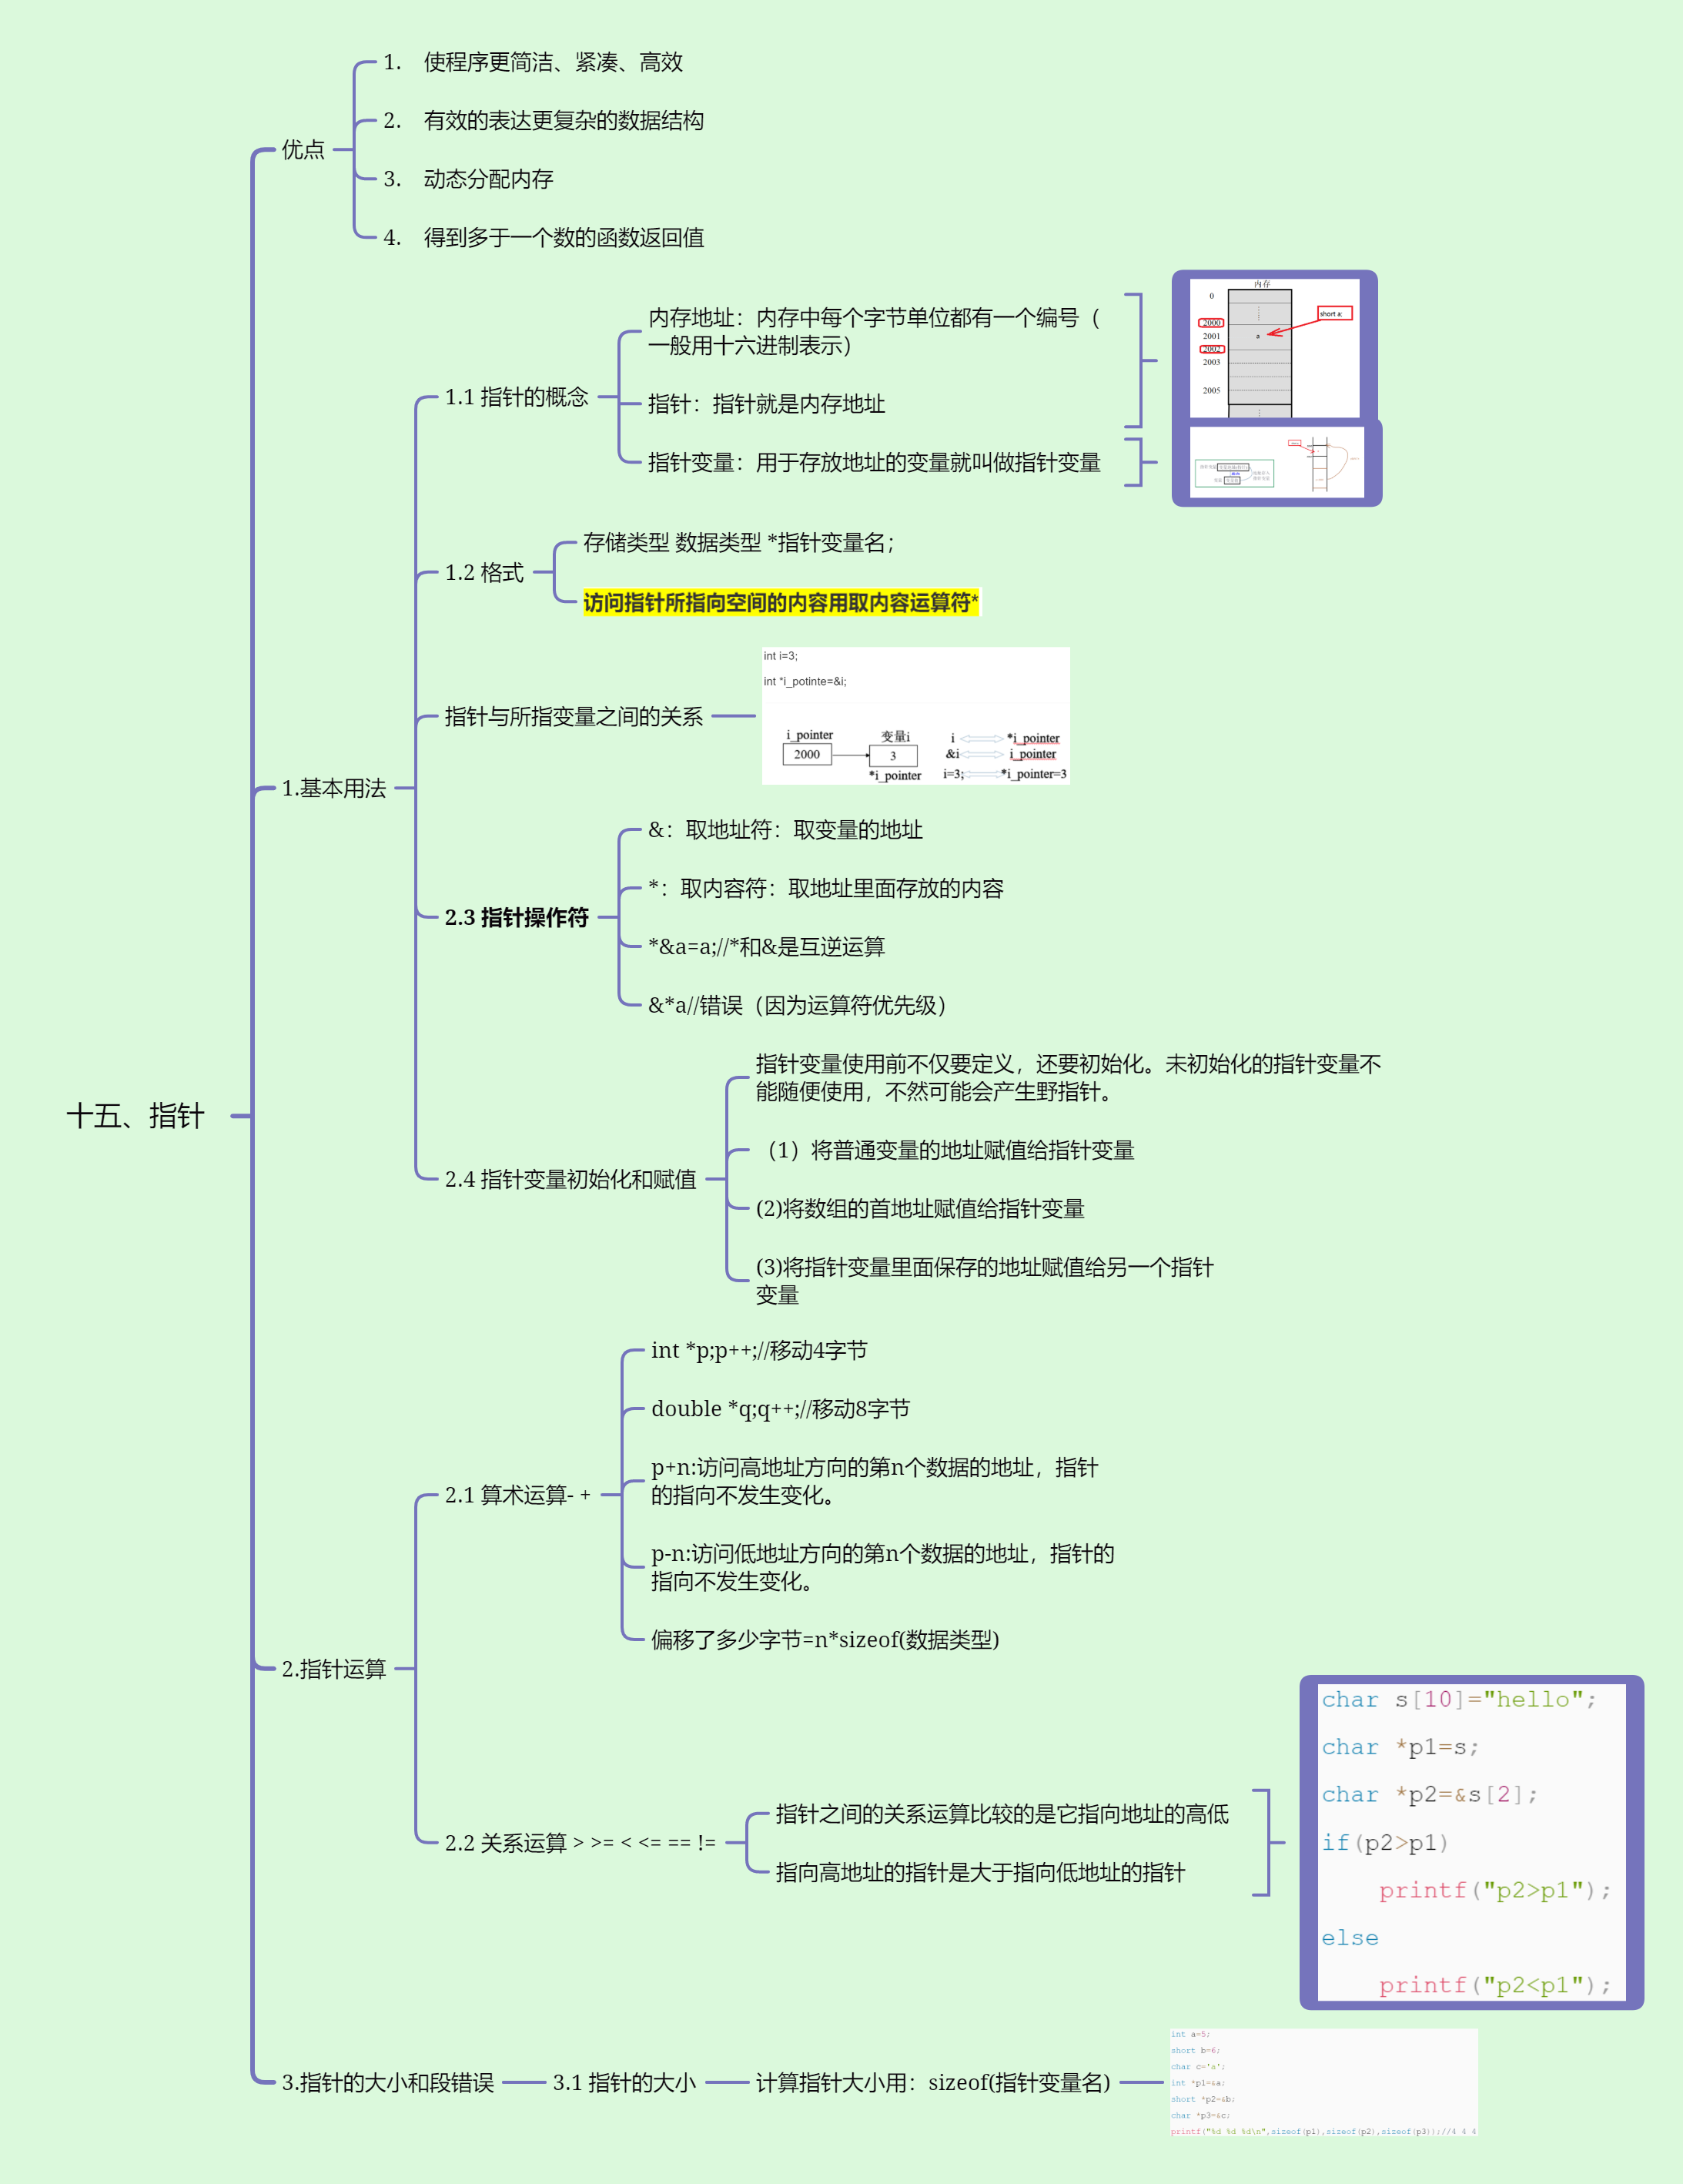 十五、指针
优点
1. 使程序更简洁、紧凑、高效
2. 有效的表达更复杂的数据结构
3. 动态分配内存
4. 得到多于一个数的函数返回值
1.基本用法
1.1 指针的概念
内存地址：内存中每个字节单位都有一个编号（
一般用十六进制表示）
指针：指针就是内存地址
指针变量：用于存放地址的变量就叫做指针变量
内存
0
2000
2001
a
2002
2003
2005
short a;
1.2 格式
存储类型 数据类型 *指针变量名；
访问指针所指向空间的内容用取内容运算符*
指针与所指变量之间的关系
int i=3;
int *i_potinte=&i;
i_pointer
变量i
2000
3
*i_pointer
i
*i_pointer
&i
i_pointer
i=3;
*i_pointer=3
2.3 指针操作符
&：取地址符：取变量的地址
*：取内容符：取地址里面存放的内容
*&a=a;//*和&是互逆运算
&*a//错误（因为运算符优先级）
2.4 指针变量初始化和赋值
指针变量使用前不仅要定义，还要初始化。未初始化的指针变量不
能随便使用，不然可能会产生野指针。
（1）将普通变量的地址赋值给指针变量
(2)将数组的首地址赋值给指针变量
(3)将指针变量里面保存的地址赋值给另一个指针
变量
2.指针运算
2.1 算术运算- +
int *p;p++;//移动4字节
double *q;q++;//移动8字节
p+n:访问高地址方向的第n个数据的地址，指针
的指向不发生变化。
p-n:访问低地址方向的第n个数据的地址，指针的
指向不发生变化。
偏移了多少字节=n*sizeof(数据类型)
2.2 关系运算 > >= < <= == !=
指针之间的关系运算比较的是它指向地址的高低
指向高地址的指针是大于指向低地址的指针
char s[10]="hello";
char *p1=s;
char *p2=&s[2];
if(p2>p1)
printf("p2>p1");
else
printf("p2<p1");
3.指针的大小和段错误
3.1 指针的大小
计算指针大小用：sizeof(指针变量名)
int a=5;
short b=6;
char c='a';
int *p1=&a;
short *p2=&b;
char *p3=&c;
printf("%d %d %d\n",sizeof(p1),sizeof(p2),sizeof(p3));//4 4 4